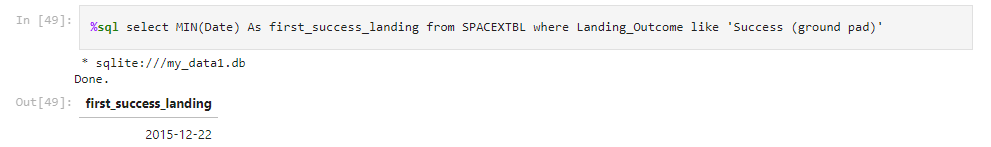 In [49]: %sql select MIN(Date) As first_success_landing from SPACEXTBL where Landing_Outcome like 'Success (ground pad)'
* sqlite:///my_data1.db
Done.
Out[49]: first_success_landing
2015-12-22